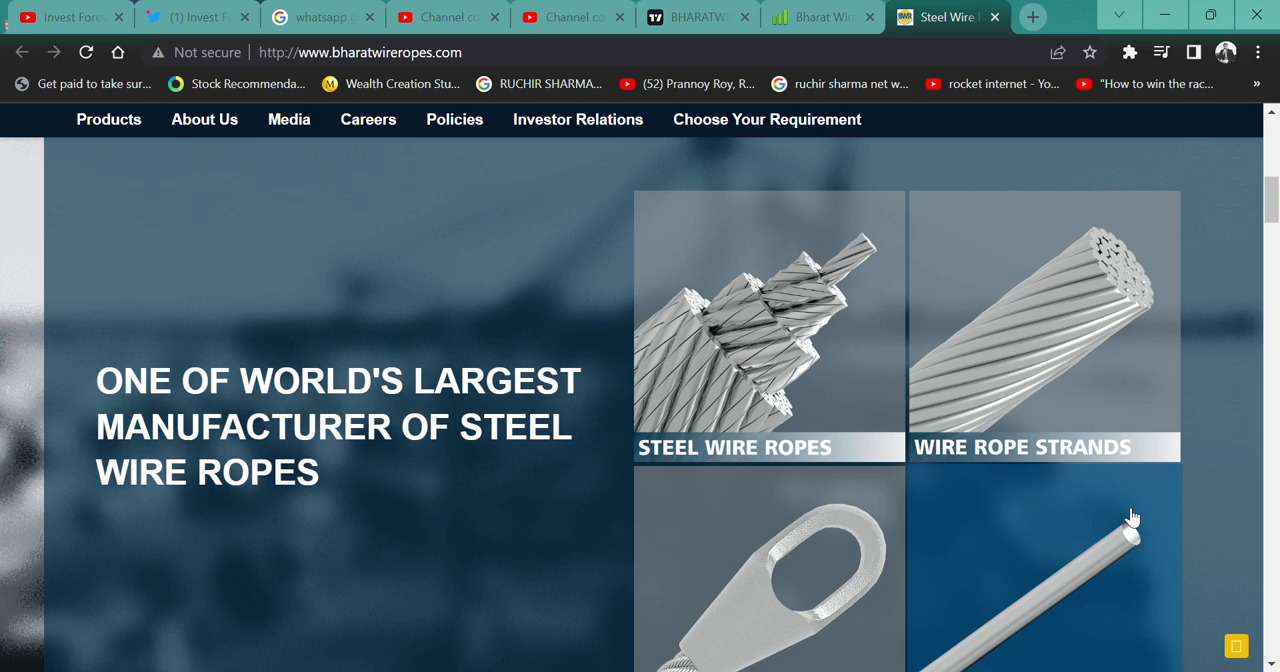 Invest Fore
(1) Invest F
whatsapp g
Channel co
Channel co
BHARATWI
Bharat Wire
Steel Wire
Not secure
http://www.bharatwireropes.com
Get paid to take sur...
Stock Recommenda...
Wealth Creation Stu...
RUCHIR SHARMA...
(52) Prannoy Roy, R...
ruchir sharma net w...
rocket internet - Yo...
"How to win the rac...
»
Products
About Us
Media
Careers
Policies
Investor Relations
Choose Your Requirement
ONE OF WORLD'S LARGEST
MANUFACTURER OF STEEL
WIRE ROPES
STEEL WIRE ROPES
WIRE ROPE STRANDS